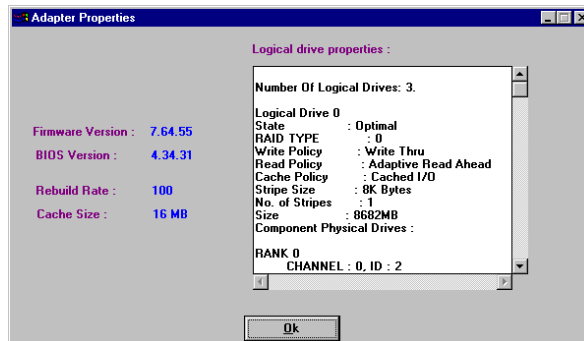 Adapter Properties
Logical drive properties :
Number Of Logical Drives: 3.
Logical Drive 0
State : Optimal
RAID TYPE : 0
Write Policy : Write Thru
Read Policy : Adaptive Read Ahead
Cache Policy : Cached I/O
Stripe Size : 8K Bytes
No. of Stripes : 1
Size : 8682MB
Component Physical Drives :
RANK 0
CHANNEL : 0, ID : 2
Firmware Version : 7.64.55
BIOS Version : 4.34.31
Rebuild Rate : 100
Cache Size : 16 MB
Ok